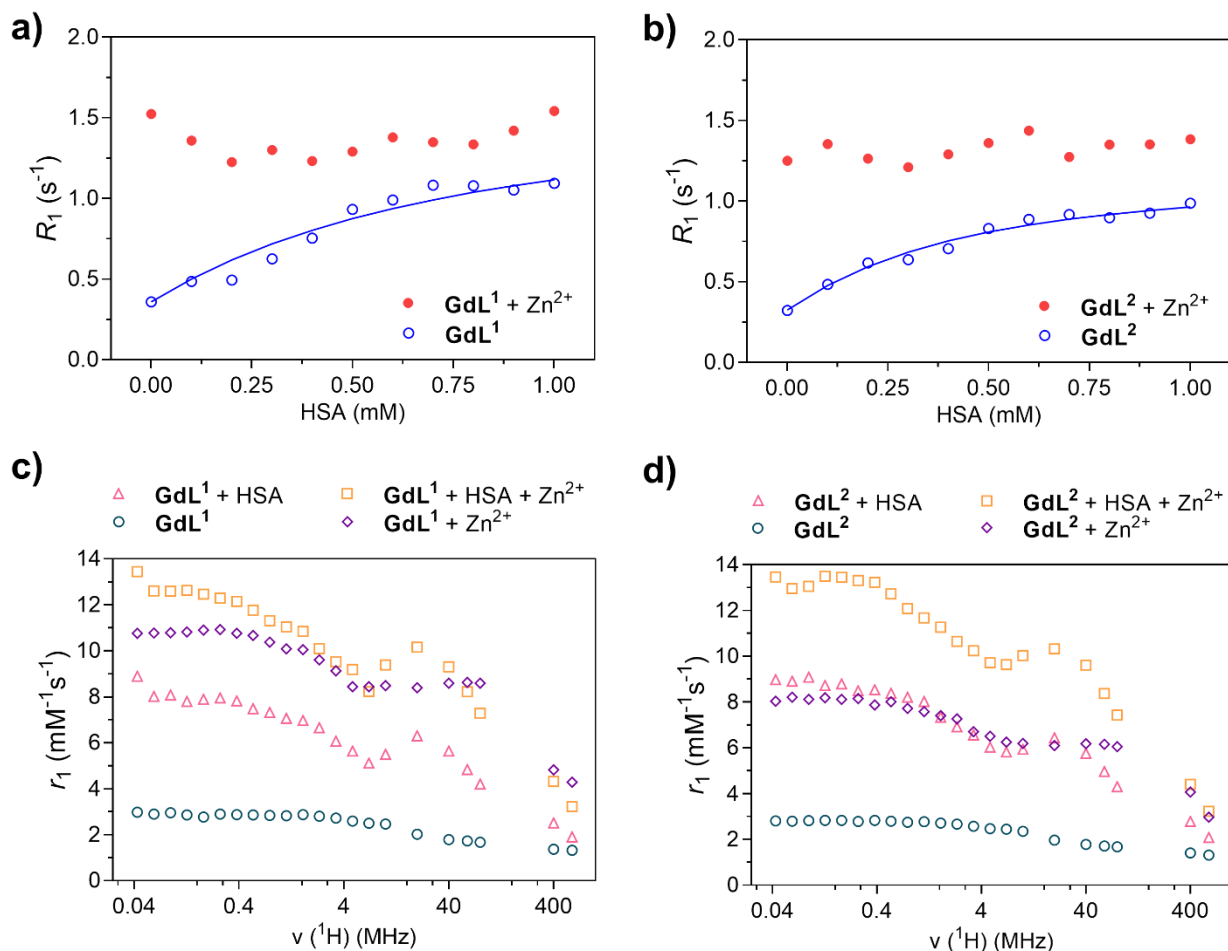 a)
2.0
1.5
1.0
0.5
0.0
R₁ (s⁻¹)
GdL¹ + Zn²⁺
GdL¹
0.00 0.25 0.50 0.75 1.00
HSA (mM)
b)
2.0
1.5
1.0
0.5
0.0
R₁ (s⁻¹)
GdL² + Zn²⁺
GdL²
0.00 0.25 0.50 0.75 1.00
HSA (mM)
c)
GdL¹ + HSA GdL¹ + HSA + Zn²⁺
GdL¹ GdL¹ + Zn²⁺
14
12
10
8
6
4
2
0
r₁ (mM⁻¹s⁻¹)
0.04 0.4 4 40 400
ν (¹H) (MHz)
d)
GdL² + HSA GdL² + HSA + Zn²⁺
GdL² GdL² + Zn²⁺
14
12
10
8
6
4
2
0
r₁ (mM⁻¹s⁻¹)
0.04 0.4 4 40 400
ν (¹H) (MHz)